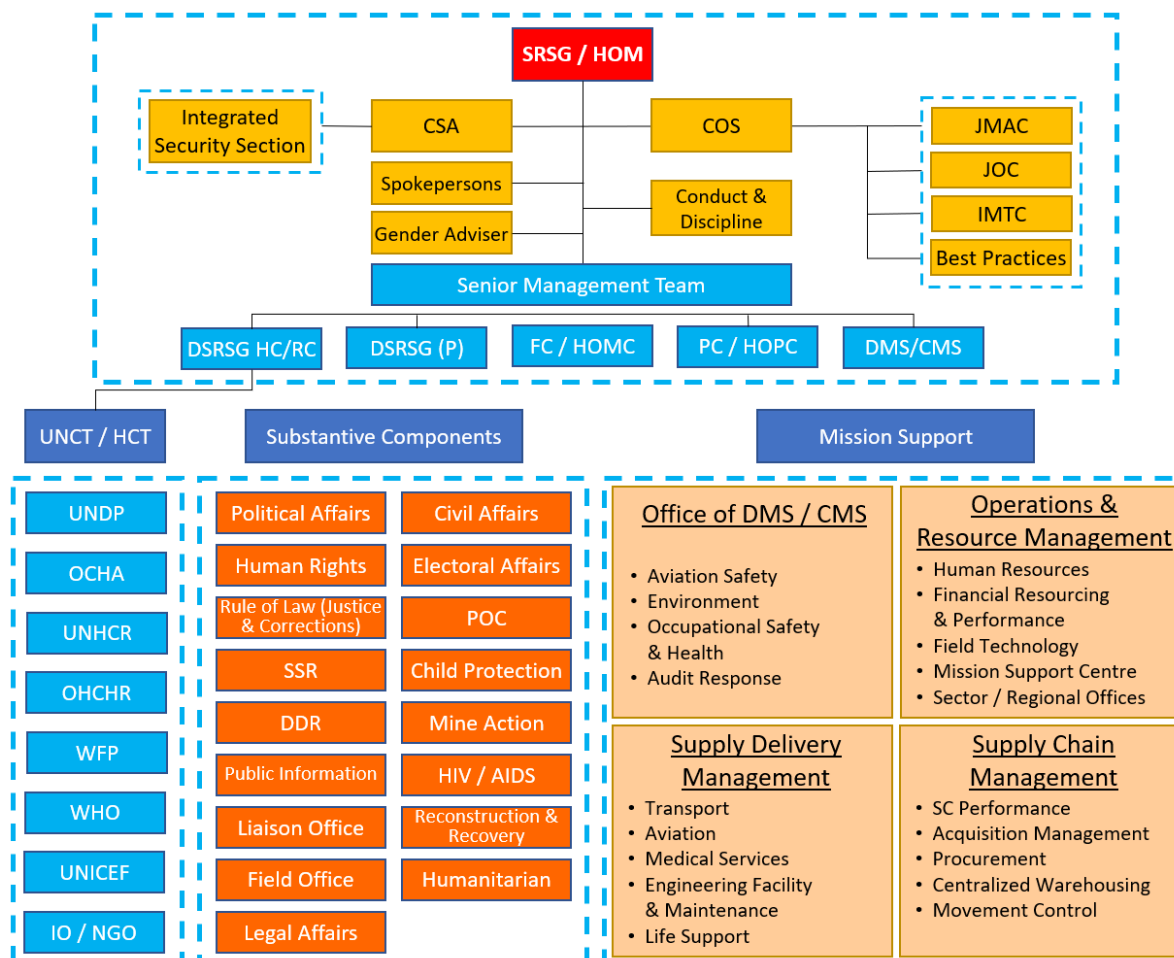 SRSG / HOM
Integrated
Security Section
CSA
COS
JMAC
JOC
IMTC
Best Practices
Spokepersons
Gender Adviser
Conduct &
Discipline
Senior Management Team
DSRSG HC/RC
DSRSG (P)
FC / HOMC
PC / HOPC
DMS/CMS
UNCT / HCT
Substantive Components
Mission Support
UNDP
OCHA
UNHCR
OHCHR
WFP
WHO
UNICEF
IO / NGO
Political Affairs
Human Rights
Rule of Law (Justice
& Corrections)
SSR
DDR
Public Information
Liaison Office
Field Office
Legal Affairs
Civil Affairs
Electoral Affairs
POC
Child Protection
Mine Action
HIV / AIDS
Reconstruction &
Recovery
Humanitarian
Office of DMS / CMS
• Aviation Safety
• Environment
• Occupational Safety
& Health
• Audit Response
Operations &
Resource Management
• Human Resources
• Financial Resourcing
& Performance
• Field Technology
• Mission Support Centre
• Sector / Regional Offices
Supply Delivery
Management
• Transport
• Aviation
• Medical Services
• Engineering Facility
& Maintenance
• Life Support
Supply Chain
Management
• SC Performance
• Acquisition Management
• Procurement
• Centralized Warehousing
• Movement Control